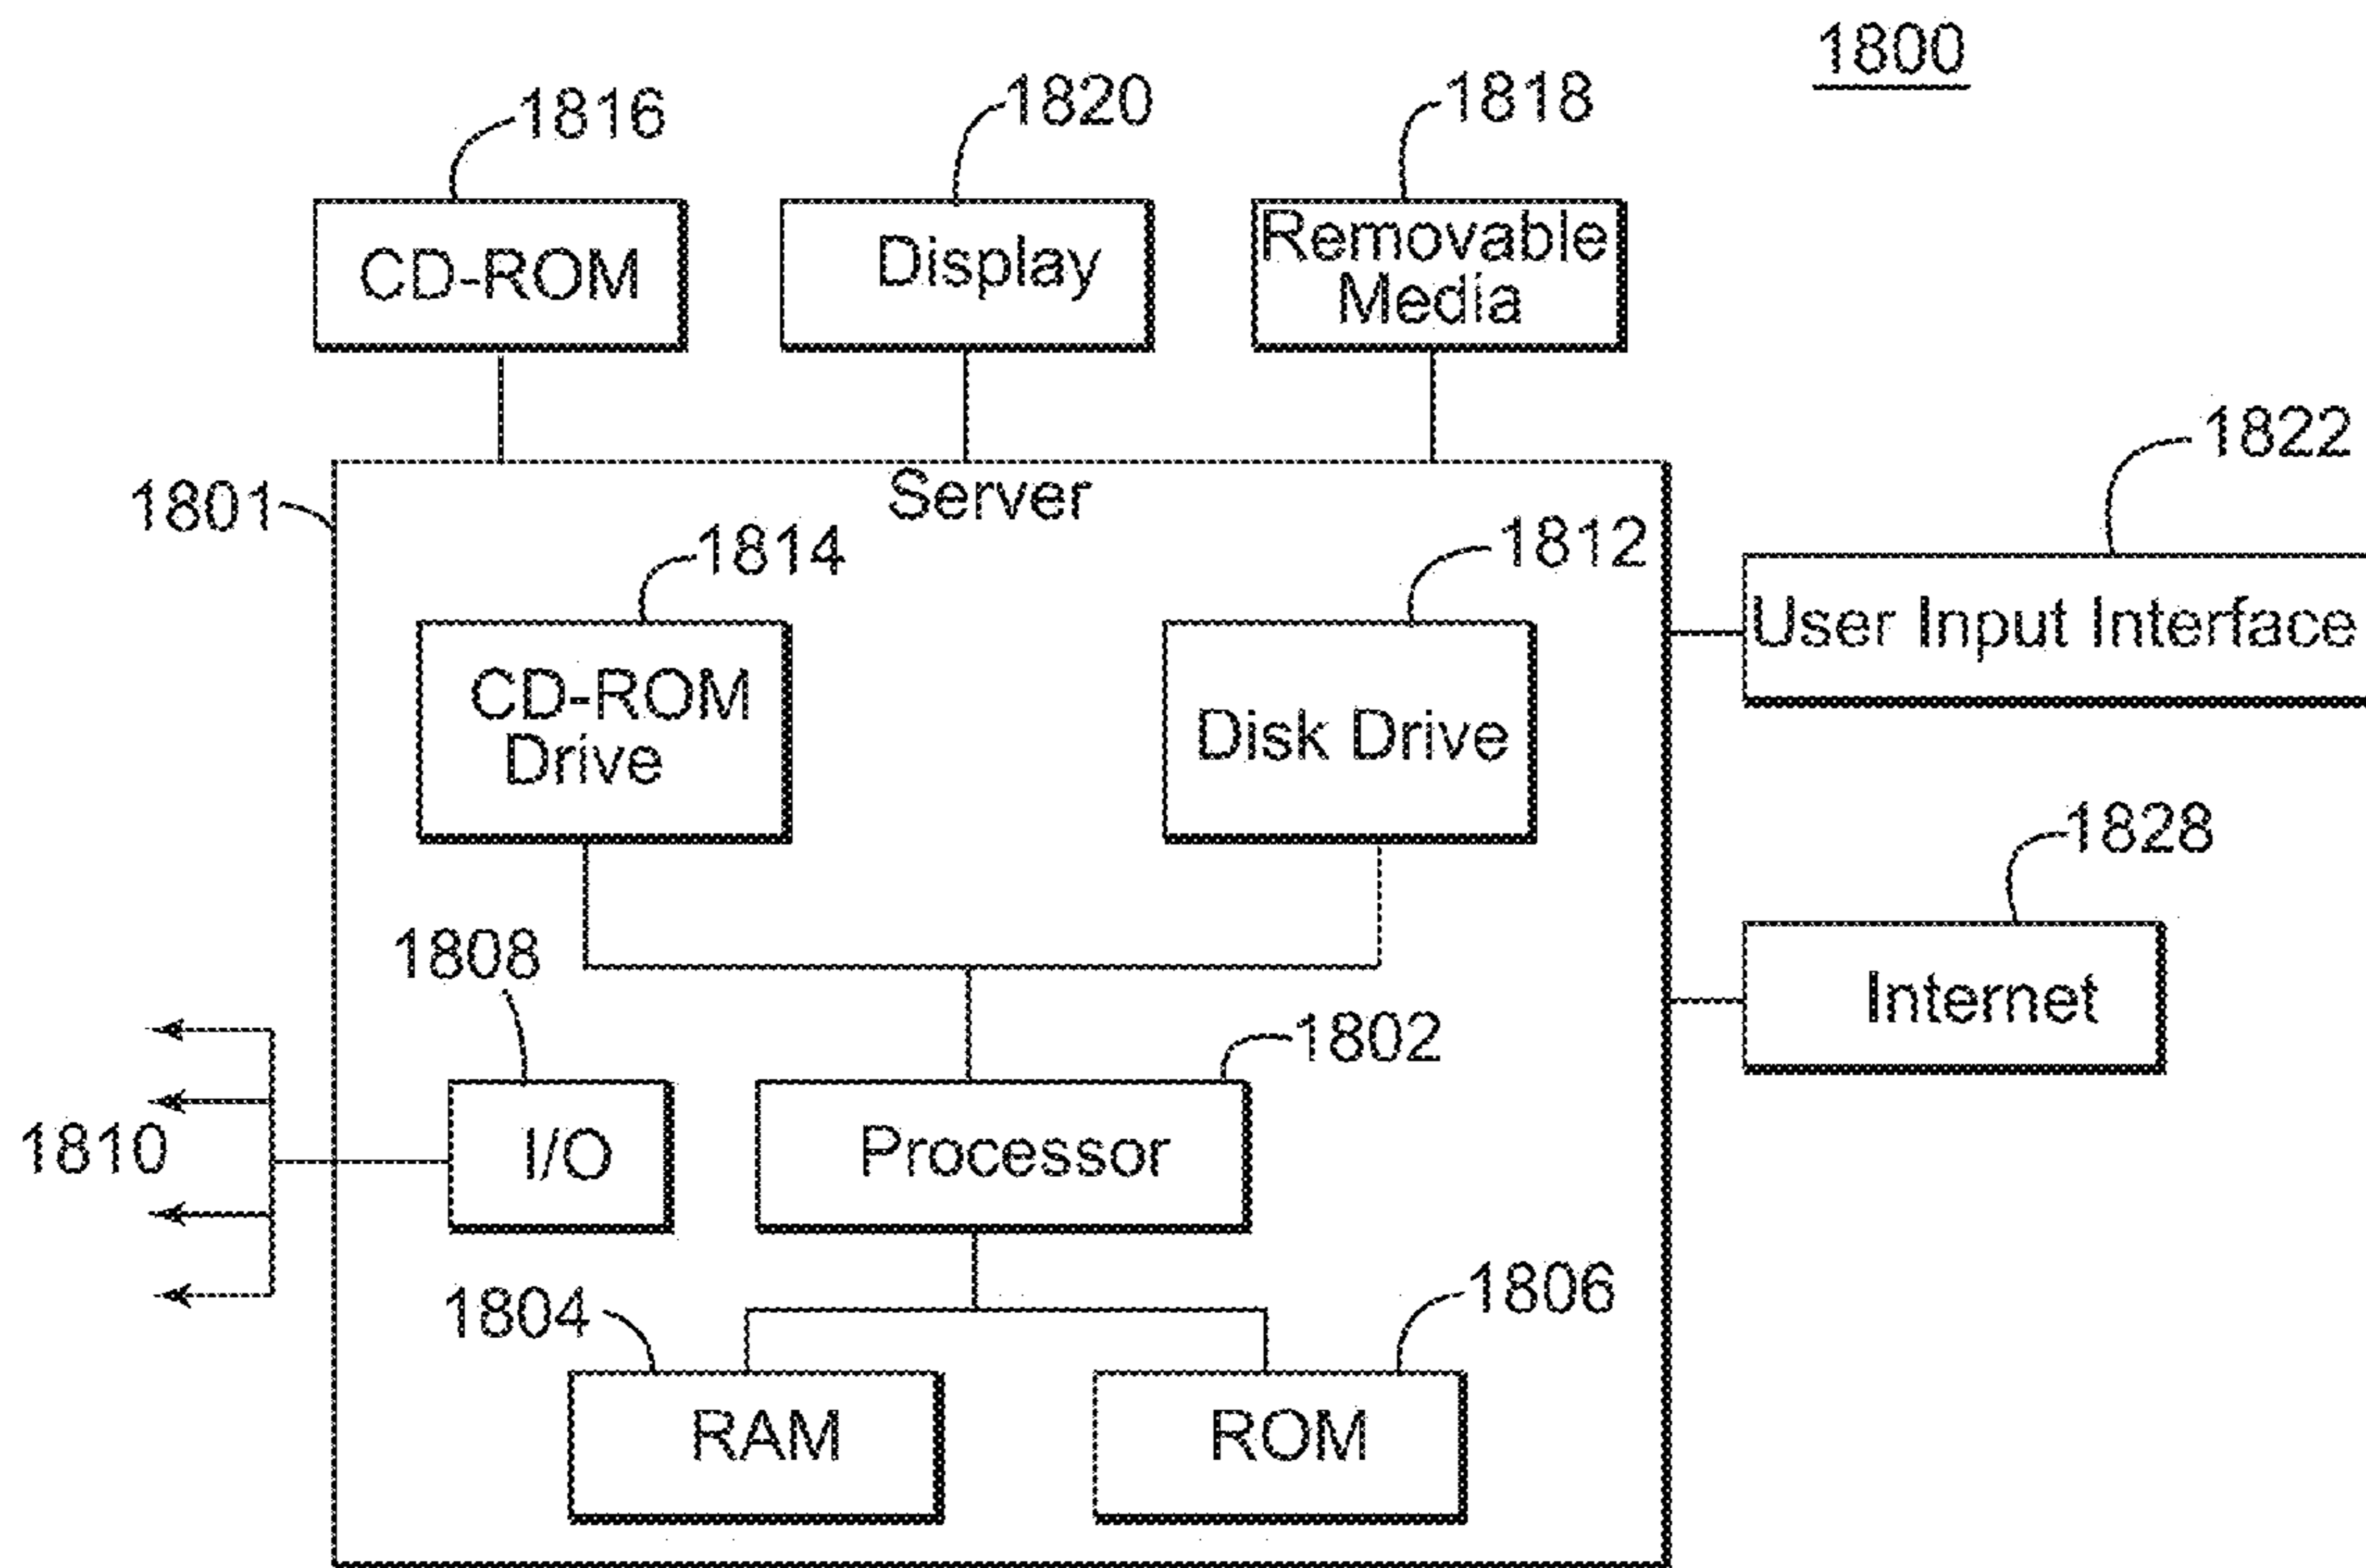 1800
1816
1820
1818
CD-ROM
Display
Removable
Media
1822
1801
Server
1814
1812
User Input Interface
CD-ROM
Drive
Disk Drive
1828
1808
Internet
1802
1810
I/O
Processor
1804
1806
RAM
ROM